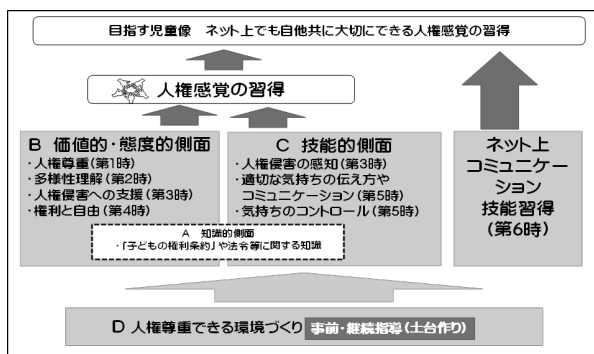 目指す児童像　ネット上でも自他共に大切にできる人権感覚の習得
人権感覚の習得
B 価値的・態度的側面
・人権尊重(第1時)
・多様性理解(第2時)
・人権侵害への支援(第3時)
・権利と自由(第4時)
C 技能的側面
・人権侵害の感知(第3時)
・適切な気持ちの伝え方や
コミュニケーション(第5時)
・気持ちのコントロール(第5時)
A　知識的側面
・「子どもの権利条約」や法令等に関する知識
ネット上
コミュニケー
ション
技能習得
(第6時)
D 人権尊重できる環境づくり 事前・継続指導(土台作り)